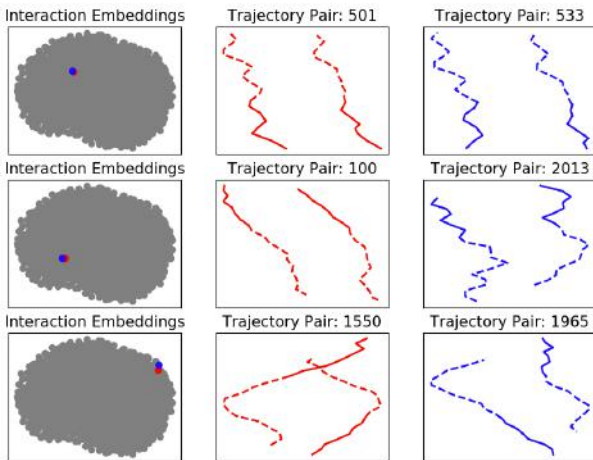 Interaction Embeddings Trajectory Pair: 501 Trajectory Pair: 533
Interaction Embeddings Trajectory Pair: 100 Trajectory Pair: 2013
Interaction Embeddings Trajectory Pair: 1550 Trajectory Pair: 1965